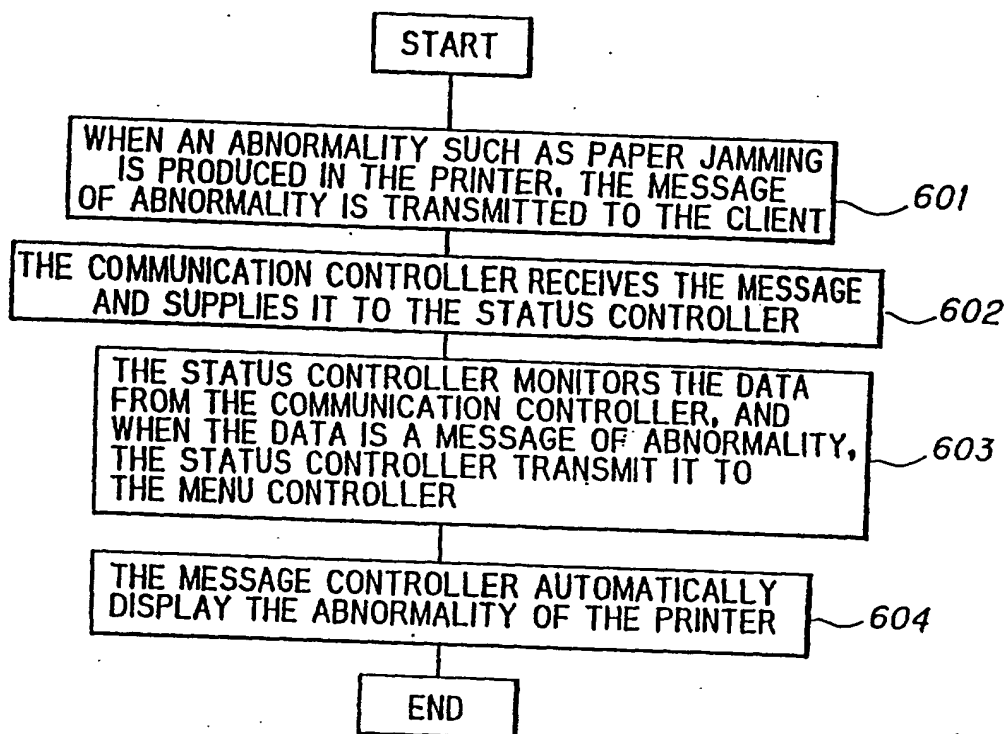 START
WHEN AN ABNORMALITY SUCH AS PAPER JAMMING
IS PRODUCED IN THE PRINTER, THE MESSAGE
OF ABNORMALITY IS TRANSMITTED TO THE CLIENT
601
THE COMMUNICATION CONTROLLER RECEIVES THE MESSAGE
AND SUPPLIES IT TO THE STATUS CONTROLLER
602
THE STATUS CONTROLLER MONITORS THE DATA
FROM THE COMMUNICATION CONTROLLER, AND
WHEN THE DATA IS A MESSAGE OF ABNORMALITY,
THE STATUS CONTROLLER TRANSMIT IT TO
THE MENU CONTROLLER
603
THE MESSAGE CONTROLLER AUTOMATICALLY
DISPLAY THE ABNORMALITY OF THE PRINTER
604
END